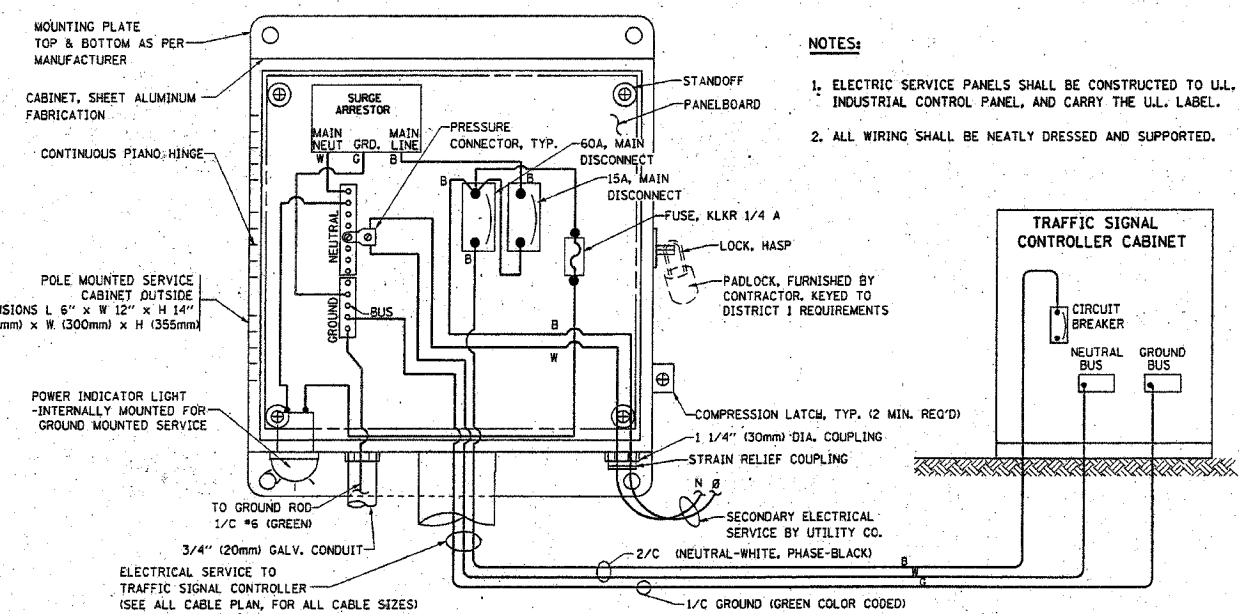 MOUNTING PLATE
TOP & BOTTOM AS PER
MANUFACTURER
CABINET, SHEET ALUMINUM
FABRICATION
CONTINUOUS PIANO HINGE
POLE MOUNTED SERVICE
CABINET OUTSIDE
SIONS L 6" x W 12" x H 14"
mm) x W (300mm) x H (355mm)
POWER INDICATOR LIGHT
-INTERNALLY MOUNTED FOR
GROUND MOUNTED SERVICE
SURGE
ARRESTOR
MAIN
NEUT
GRD.
MAIN
LINE
W
G
B
NEUTRAL
GROUND
BUS
PRESSURE
CONNECTOR, TYP.
B
B
B
B
W
STANDOFF
PANELBOARD
60A, MAIN
DISCONNECT
15A, MAIN
DISCONNECT
FUSE, KLKR 1/4 A
LOCK, HASP
PADLOCK, FURNISHED BY
CONTRACTOR, KEYED TO
DISTRICT 1 REQUIREMENTS
COMPRESSION LATCH, TYP. (2 MIN. REQ'D)
1 1/4" (30mm) DIA. COUPLING
STRAIN RELIEF COUPLING
N Ø
SECONDARY ELECTRICAL
SERVICE BY UTILITY CO.
TO GROUND ROD
1/C #6 (GREEN)
3/4" (20mm) GALV. CONDUIT
ELECTRICAL SERVICE TO
TRAFFIC SIGNAL CONTROLLER
(SEE ALL CABLE PLAN, FOR ALL CABLE SIZES)
2/C (NEUTRAL-WHITE, PHASE-BLACK)
B
W
G
1/C GROUND (GREEN COLOR CODED)
NOTES:
1. ELECTRIC SERVICE PANELS SHALL BE CONSTRUCTED TO U.L.
INDUSTRIAL CONTROL PANEL, AND CARRY THE U.L. LABEL.
2. ALL WIRING SHALL BE NEATLY DRESSED AND SUPPORTED.
TRAFFIC SIGNAL
CONTROLLER CABINET
CIRCUIT
BREAKER
NEUTRAL
BUS
GROUND
BUS